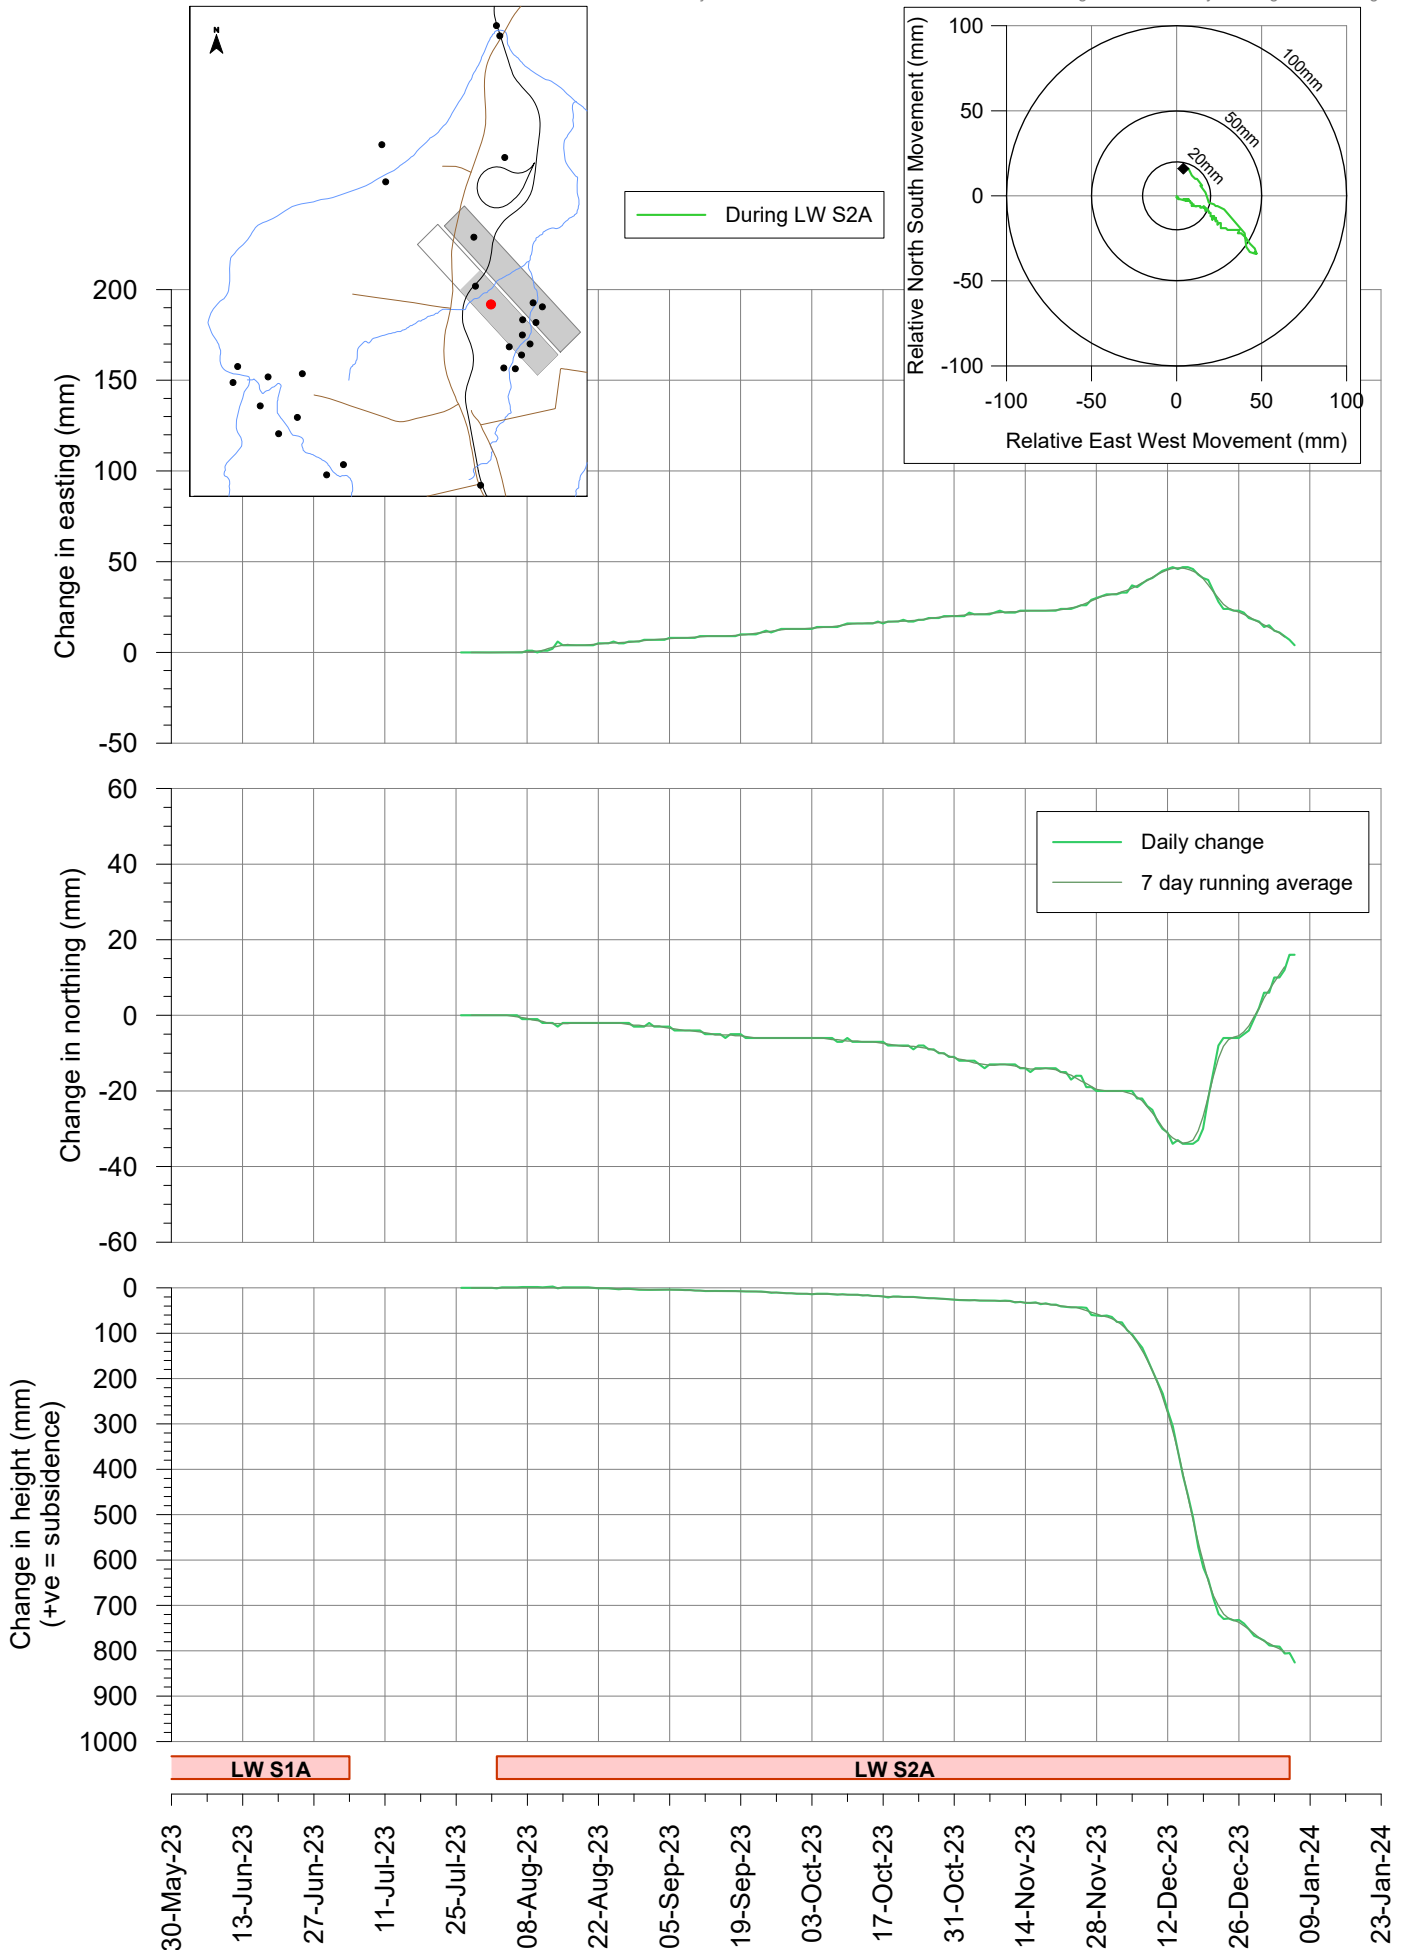 N
During LW S2A
Relative North South Movement (mm)
100
50
0
-50
-100
100mm
50mm
20mm
-100
-50
0
50
100
Relative East West Movement (mm)
Change in easting (mm)
200
150
100
50
0
-50
Change in northing (mm)
60
40
20
0
-20
-40
-60
Daily change
7 day running average
Change in height (mm)
(+ve = subsidence)
0
100
200
300
400
500
600
700
800
900
1000
LW S1A
LW S2A
30-May-23
13-Jun-23
27-Jun-23
11-Jul-23
25-Jul-23
08-Aug-23
22-Aug-23
05-Sep-23
19-Sep-23
03-Oct-23
17-Oct-23
31-Oct-23
14-Nov-23
28-Nov-23
12-Dec-23
26-Dec-23
09-Jan-24
23-Jan-24